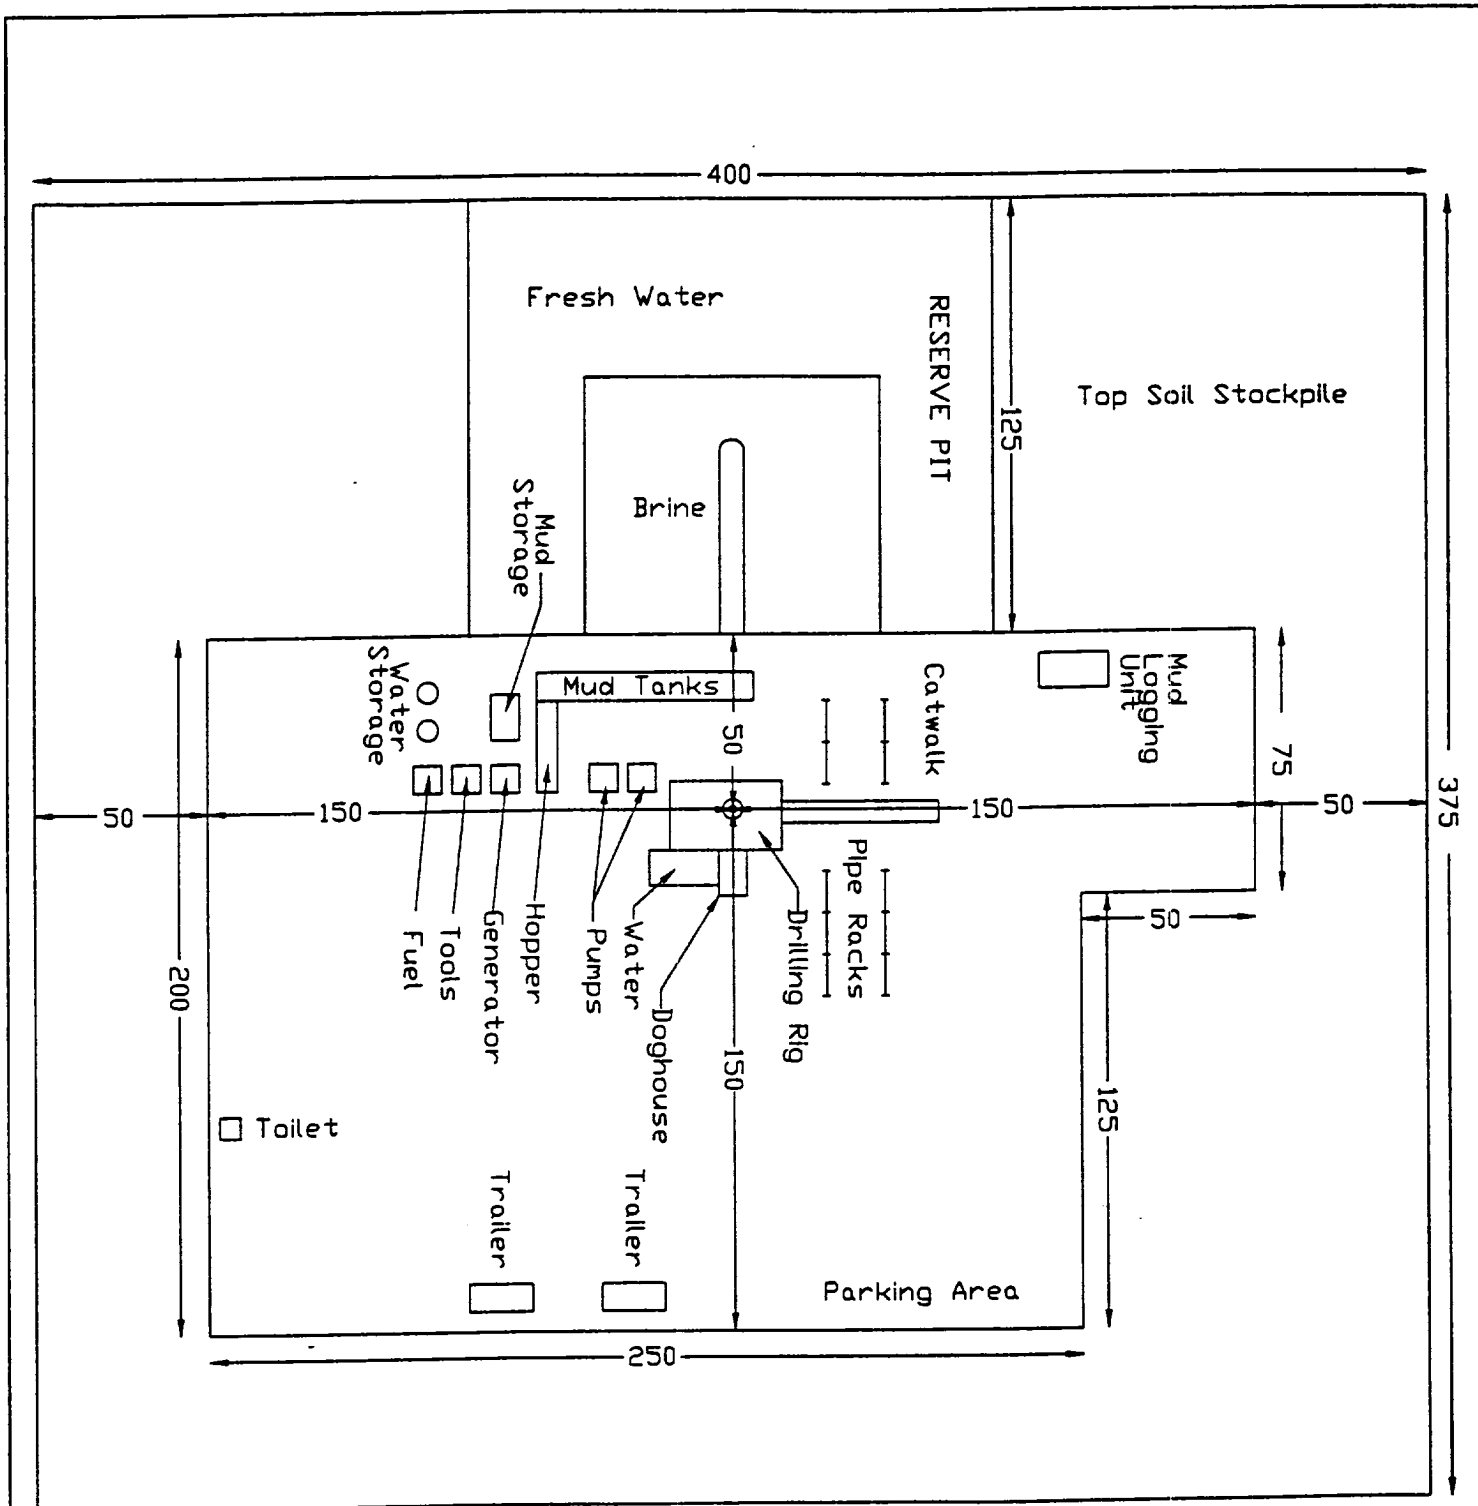 400
Fresh Water
RESERVE PIT
125
Top Soil Stockpile
375
Brine
Mud
Storage
Water
Storage
Mud Tanks
50
Catwalk
Mud
Logging
Unit
75
50
150
150
50
50
Pipe Racks
Drilling Rig
Doghouse
Water
Pumps
Hopper
Generator
Tools
Fuel
200
150
125
Toilet
Trailer
Trailer
Parking Area
250